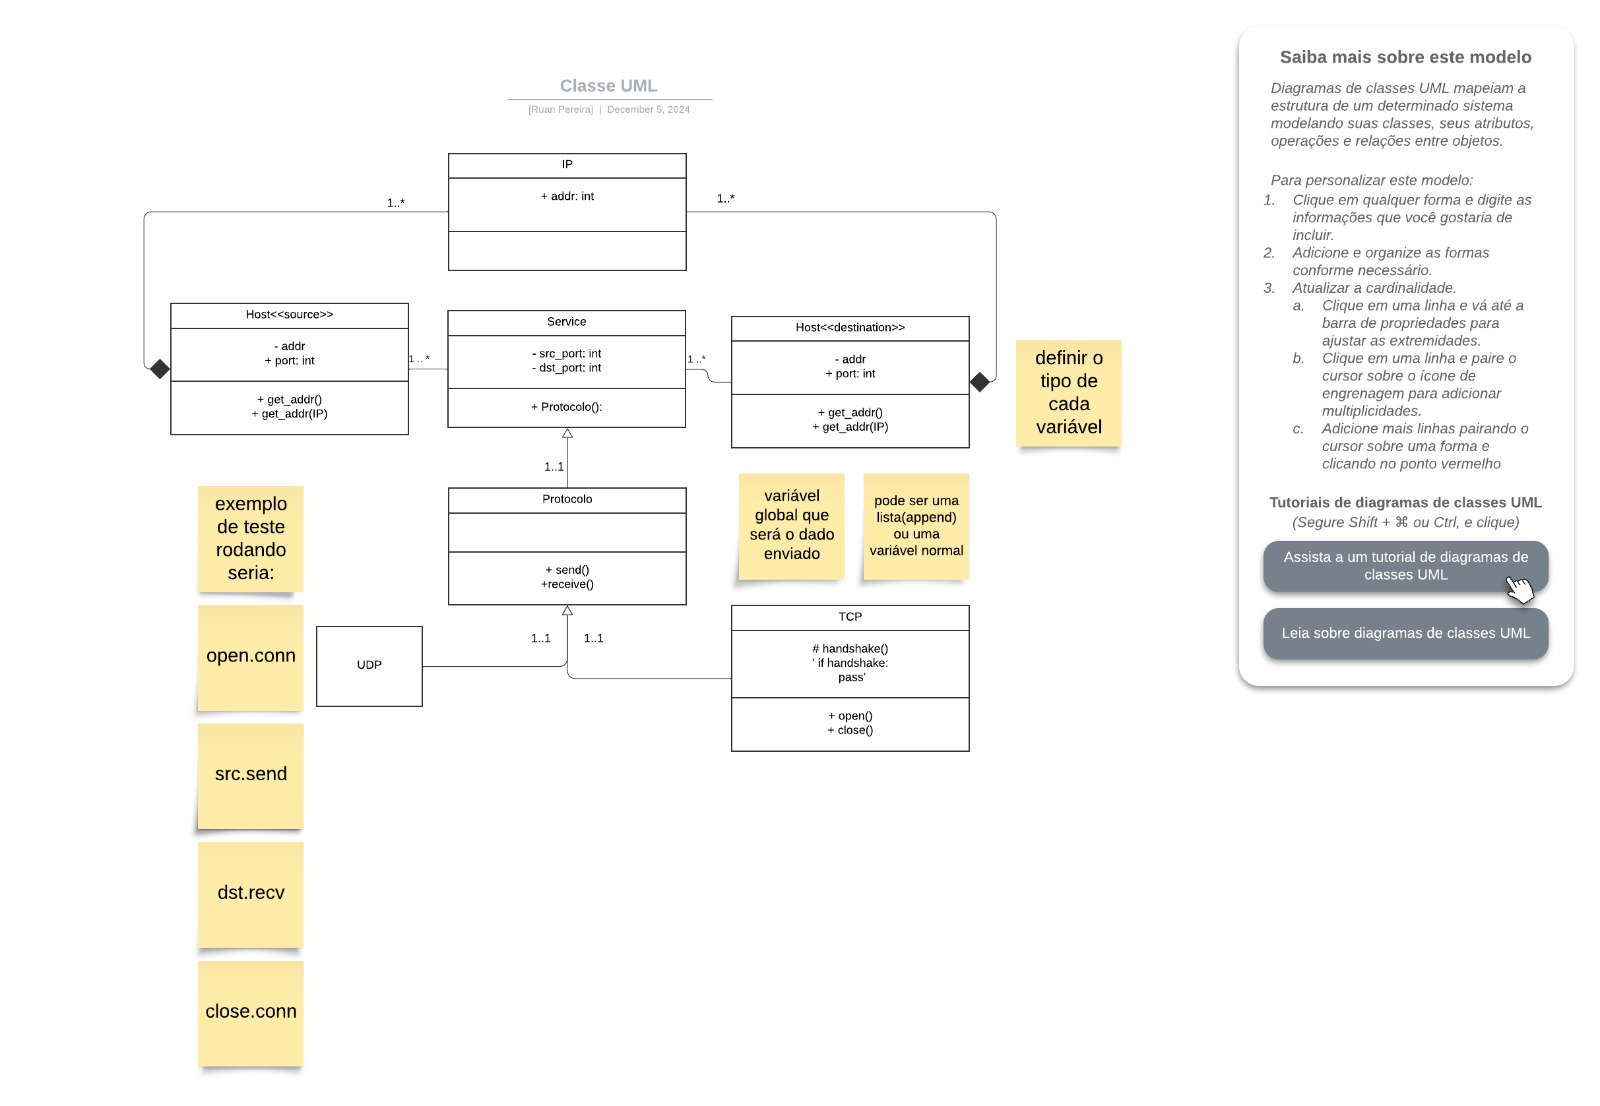 Classe UML
[Ruan Pereira] | December 5, 2024
IP
+ addr: int
1..*
1..*
Host<<source>>
- addr
+ port: int
+ get_addr()
+ get_addr(IP)
1 .. *
Service
- src_port: int
- dst_port: int
+ Protocolo():
1 ..*
Host<<destination>>
- addr
+ port: int
+ get_addr()
+ get_addr(IP)
definir o
tipo de
cada
variável
1..1
Protocolo
+ send()
+receive()
variável
global que
será o dado
enviado
pode ser uma
lista(append)
ou uma
variável normal
1..1
1..1
UDP
TCP
# handshake()
' if handshake:
pass'
+ open()
+ close()
exemplo
de teste
rodando
seria:
open.conn
src.send
dst.recv
close.conn
Saiba mais sobre este modelo
Diagramas de classes UML mapeiam a
estrutura de um determinado sistema
modelando suas classes, seus atributos,
operações e relações entre objetos.
Para personalizar este modelo:
1. Clique em qualquer forma e digite as
informações que você gostaria de
incluir.
2. Adicione e organize as formas
conforme necessário.
3. Atualizar a cardinalidade.
a. Clique em uma linha e vá até a
barra de propriedades para
ajustar as extremidades.
b. Clique em uma linha e paire o
cursor sobre o ícone de
engrenagem para adicionar
multiplicidades.
c. Adicione mais linhas pairando o
cursor sobre uma forma e
clicando no ponto vermelho
Tutoriais de diagramas de classes UML
(Segure Shift + ⌘ ou Ctrl, e clique)
Assista a um tutorial de diagramas de
classes UML
Leia sobre diagramas de classes UML